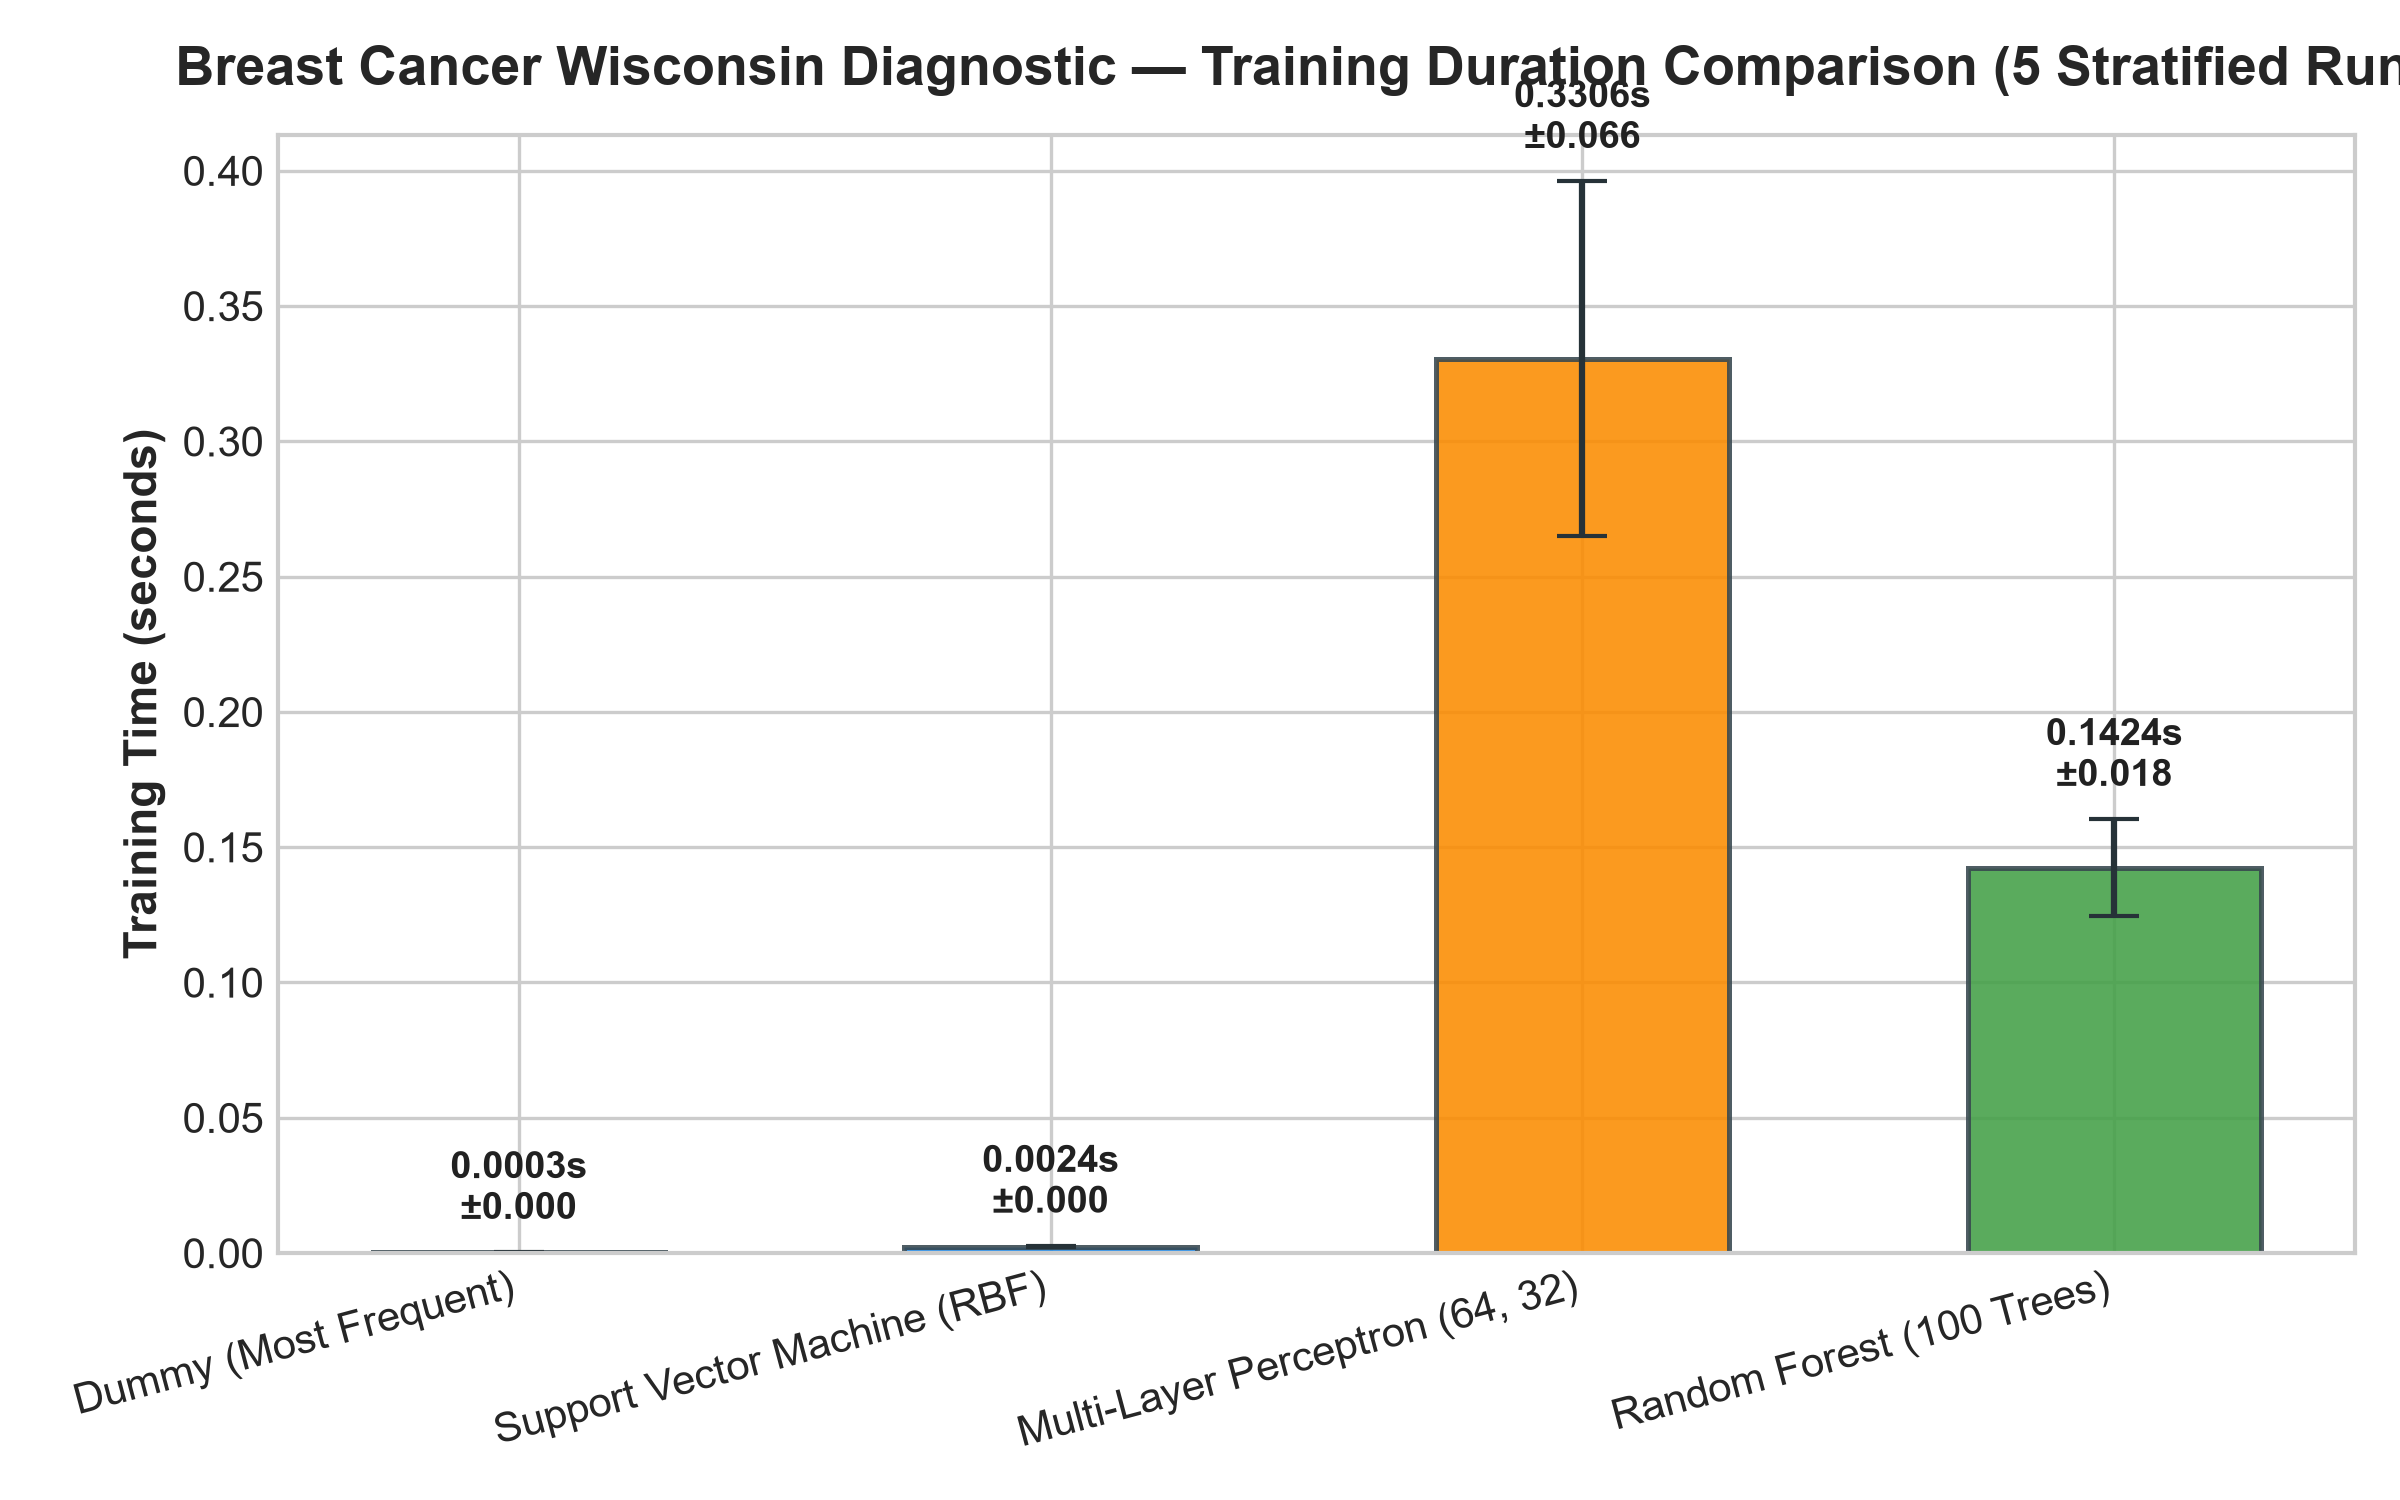 Breast Cancer Wisconsin Diagnostic — Training Duration Comparison (5 Stratified Run
0.3306s
±0.066
0.40
0.35
0.30
0.25
0.20
0.15
0.10
0.05
0.00
Training Time (seconds)
0.1424s
±0.018
0.0003s
±0.000
0.0024s
±0.000
Dummy (Most Frequent)
Support Vector Machine (RBF)
Multi-Layer Perceptron (64, 32)
Random Forest (100 Trees)